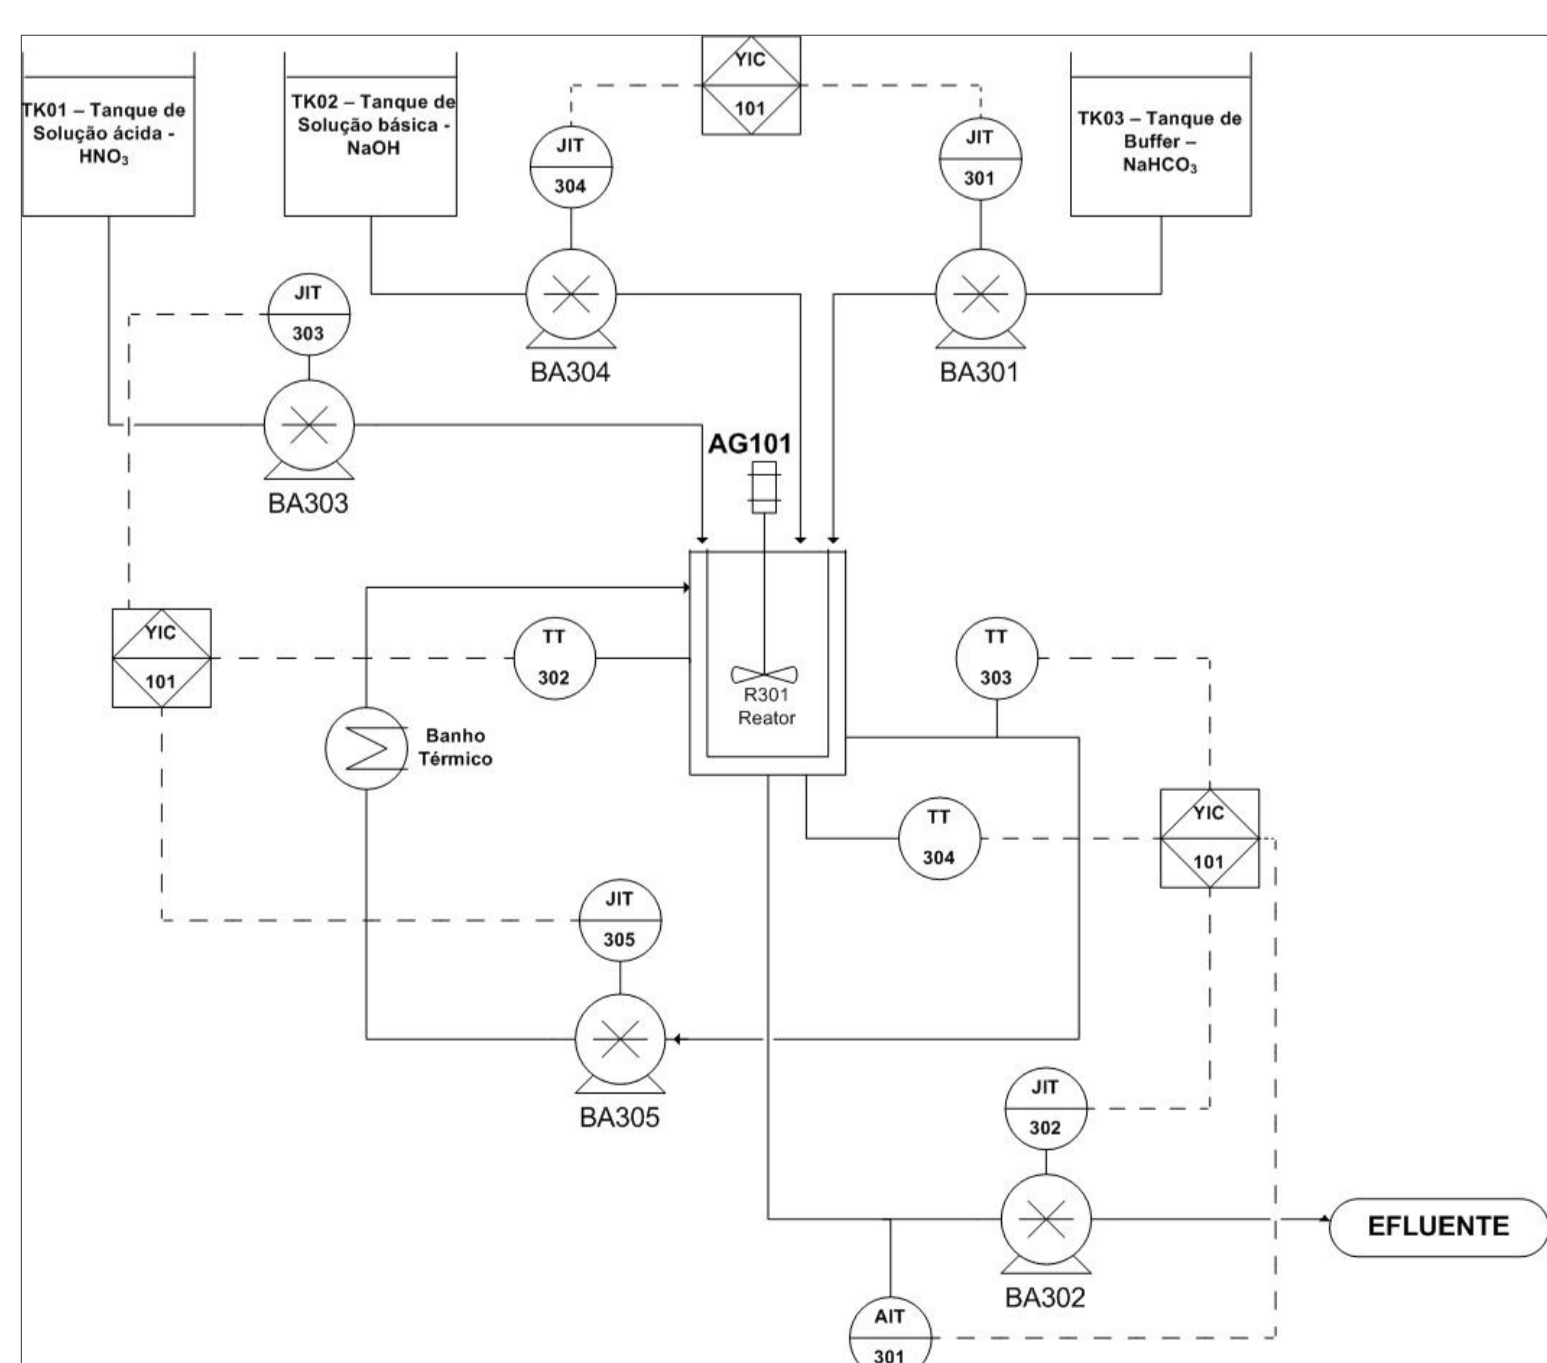 YIC
101
TK01 – Tanque de
Solução ácida -
HNO₃
TK02 – Tanque de
Solução básica -
NaOH
JIT
304
JIT
301
TK03 – Tanque de
Buffer –
NaHCO₃
JIT
303
BA304
BA301
AG101
BA303
YIC
101
TT
302
TT
303
R301
Reator
Banho
Térmico
TT
304
YIC
101
JIT
305
BA305
JIT
302
EFLUENTE
BA302
AIT
301